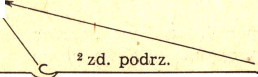 ² zd. podrz.